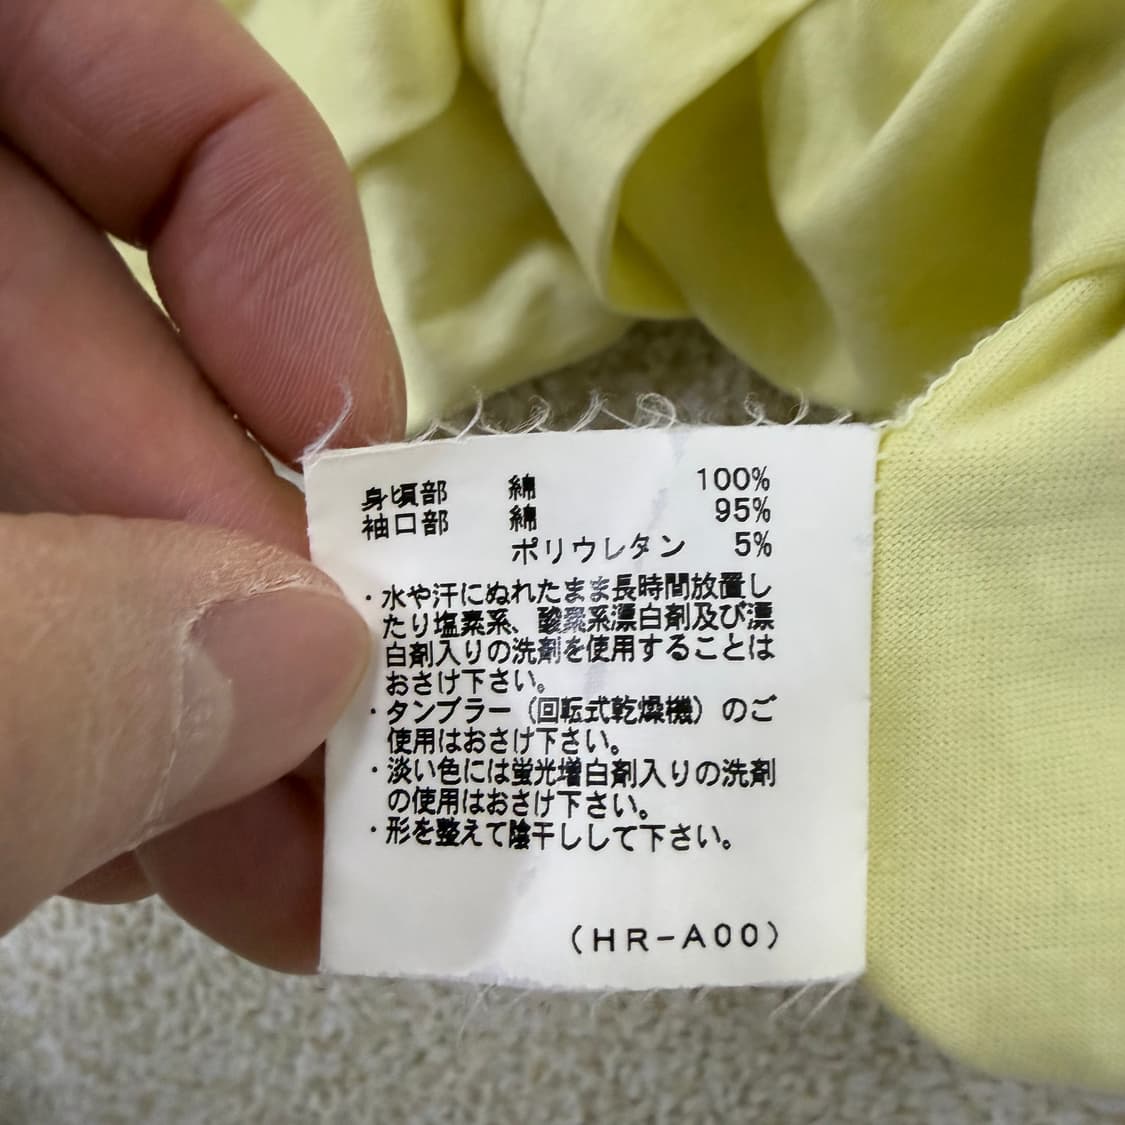 身頃部 綿 100%
袖口部 綿 95%
ポリウレタン 5%
・水や汗にぬれたまま長時間放置し
たり塩素系、酸素系漂白剤及び漂
白剤入りの洗剤を使用することは
おさけ下さい。
・タンブラー（回転式乾燥機）のご
使用はおさけ下さい。
・淡い色には蛍光増白剤入りの洗剤
の使用はおさけ下さい。
・形を整えて陰干しして下さい。
(HR-A00)